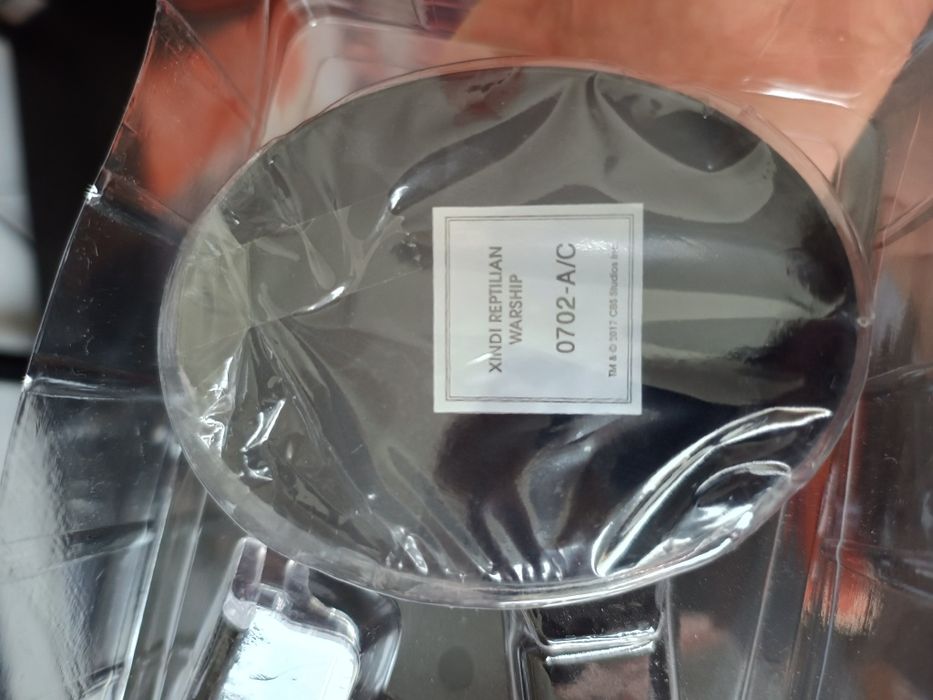 XINDI REPTILIAN
WARSHIP
0702-A/C
TM & © 2017 CBS Studios Inc.